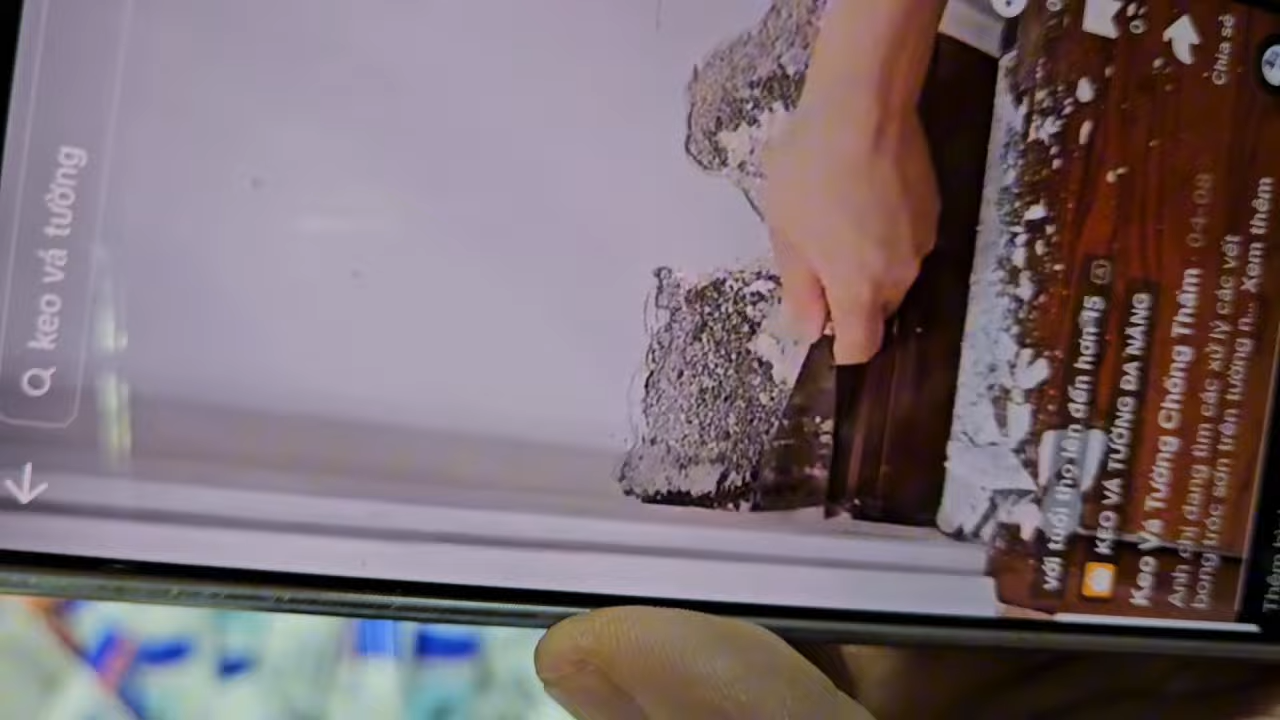 keo vá tường
Chia sẻ
với tuổi thọ lên đến hơn 15
KEO VÁ TƯỜNG ĐA NĂNG
Keo Vá Tường Chống Thấm · 04-08
Anh chị đang tìm các xử lý các vết
bong tróc sơn trên tường n... Xem thêm